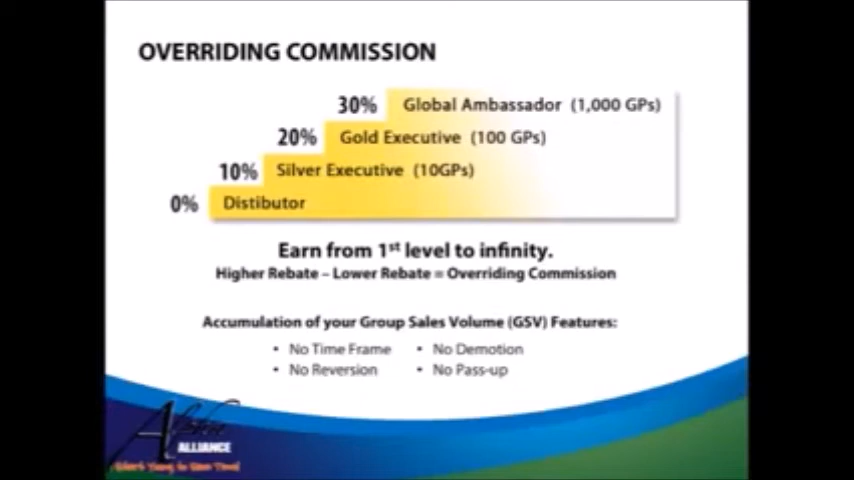 OVERRIDING COMMISSION
30% Global Ambassador (1,000 GPs)
20% Gold Executive (100 GPs)
10% Silver Executive (10GPs)
0% Distibutor
Earn from 1st level to infinity.
Higher Rebate – Lower Rebate = Overriding Commission
Accumulation of your Group Sales Volume (GSV) Features:
• No Time Frame • No Demotion
• No Reversion • No Pass-up
ALLIANCE